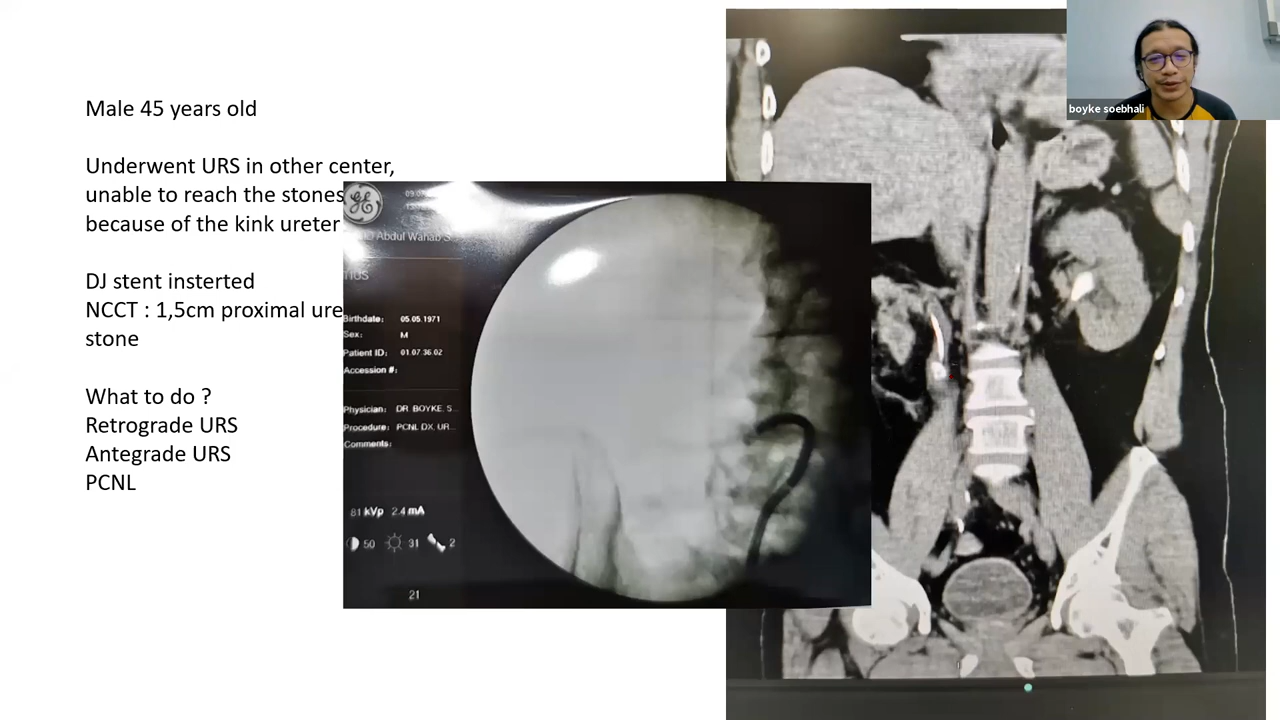 Male 45 years old
Underwent URS in other center,
unable to reach the stones
because of the kink ureter
DJ stent insterted
NCCT : 1,5cm proximal ure
stone
What to do ?
Retrograde URS
Antegrade URS
PCNL
GE
Abdul Wahab S...
Birthdate: 05.05.1971
Sex: M
Patient ID: 01.07.36.02
Accession #:
Physician: DR. BOYKE, S...
Procedure: PCNL DX, UR...
Comments:
81 kVp 2.4 mA
50 31 2
21
boyke soebhali